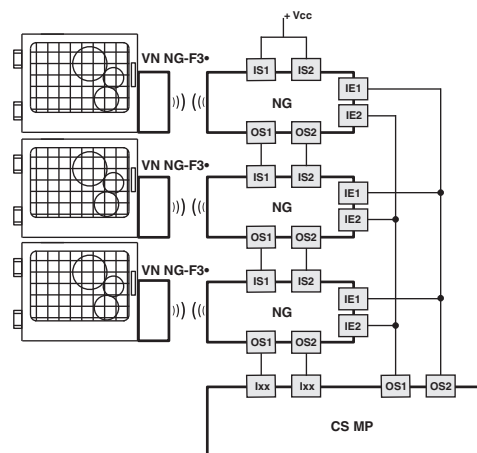 + Vcc
VN NG-F3•
IS1 IS2
IE1
NG
IE2
OS1 OS2
VN NG-F3•
IS1 IS2
IE1
NG
IE2
OS1 OS2
VN NG-F3•
IS1 IS2
IE1
NG
IE2
OS1 OS2
Ixx Ixx OS1 OS2
CS MP